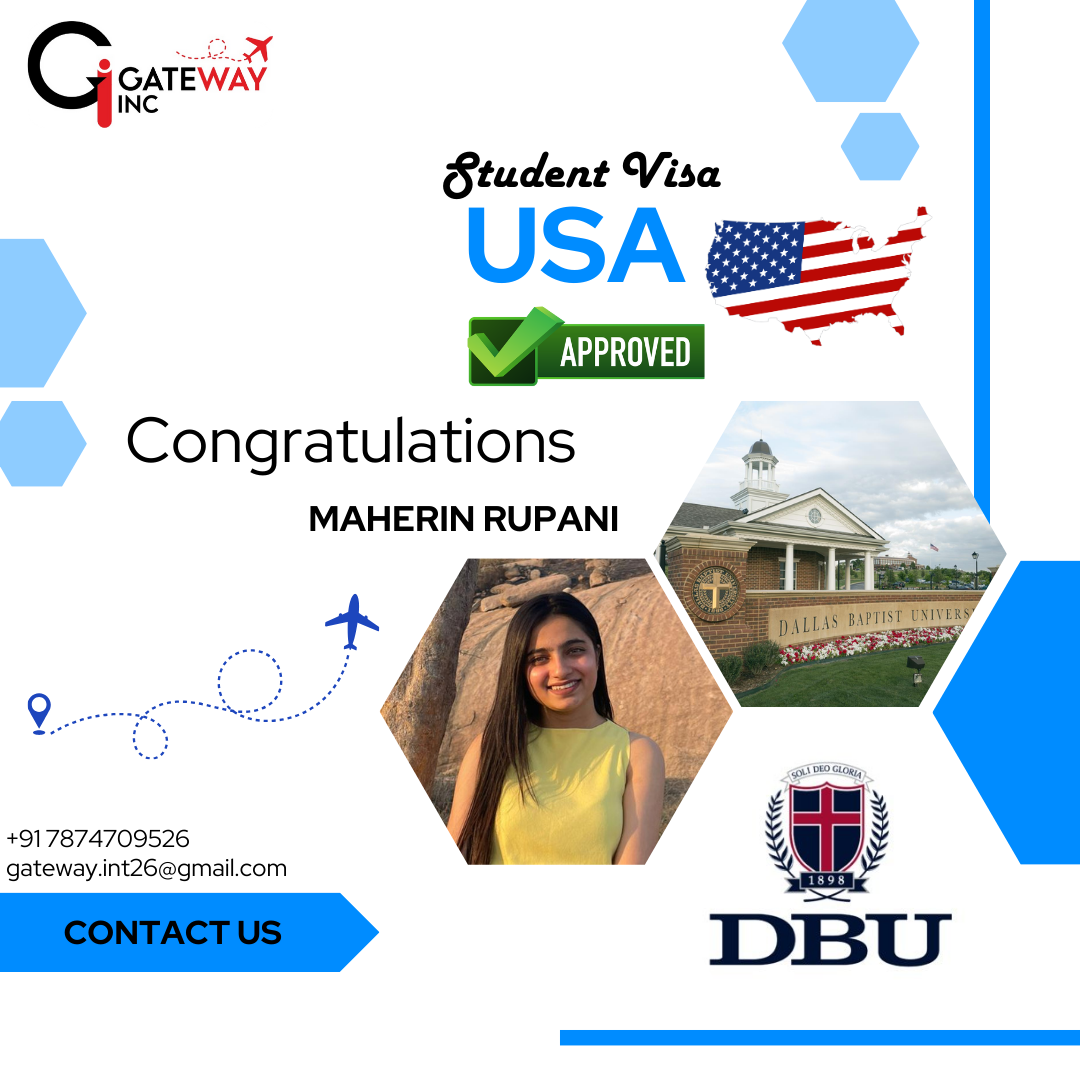 GATEWAY
INC
Student Visa
USA
APPROVED
Congratulations
MAHERIN RUPANI
DALLAS BAPTIST UNIVERS
+91 7874709526
gateway.int26@gmail.com
CONTACT US
SOLI DEO GLORIA
1898
DBU